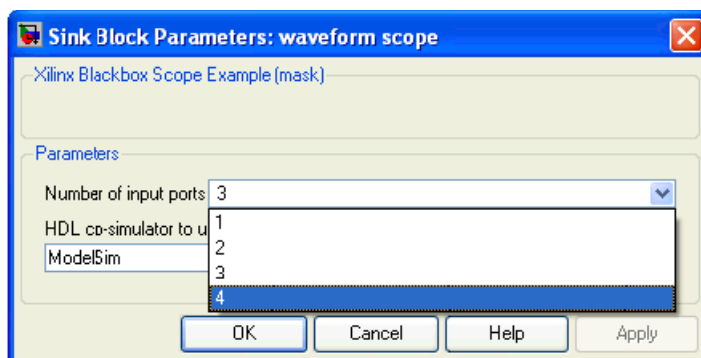 Sink Block Parameters: waveform scope
Xilinx Blackbox Scope Example (mask)
Parameters
Number of input ports 3
1
HDL co-simulator to u
2
ModelSim
3
4
OK Cancel Help Apply